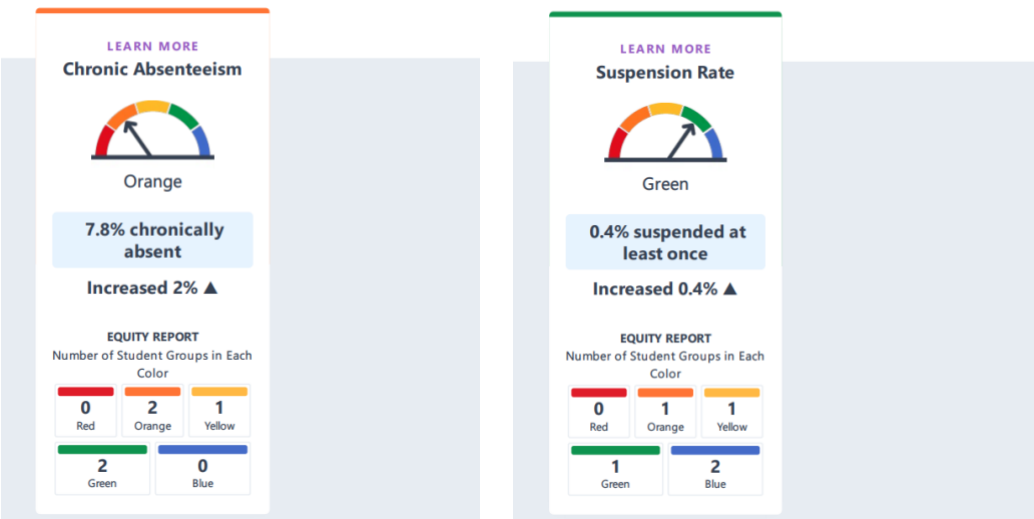 LEARN MORE
Chronic Absenteeism
Orange
7.8% chronically
absent
Increased 2% ▲
EQUITY REPORT
Number of Student Groups in Each
Color
0
Red
2
Orange
1
Yellow
2
Green
0
Blue
LEARN MORE
Suspension Rate
Green
0.4% suspended at
least once
Increased 0.4% ▲
EQUITY REPORT
Number of Student Groups in Each
Color
0
Red
1
Orange
1
Yellow
1
Green
2
Blue